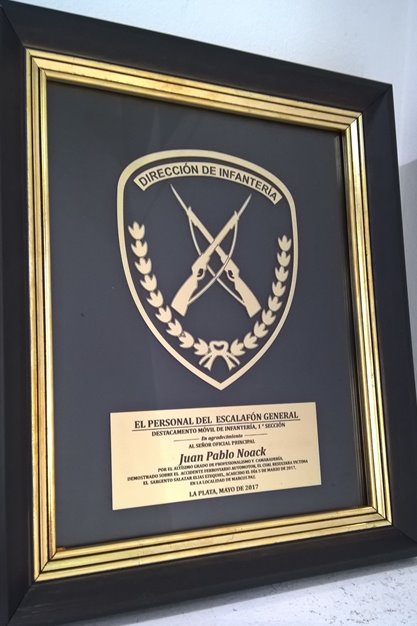 DIRECCIÓN DE INFANTERÍA
EL PERSONAL DEL ESCALAFÓN GENERAL
DESTACAMENTO MÓVIL DE INFANTERÍA, 1° SECCIÓN
En agradecimiento
AL SEÑOR OFICIAL PRINCIPAL
Juan Pablo Noack
POR EL ALTÍSIMO GRADO DE PROFESIONALISMO Y CAMARADERÍA,
DEMOSTRADO SOBRE EL ACCIDENTE FERROVIARIO AUTOMOTOR, EL CUAL RESULTARA VICTIMA
EL SARGENTO SALAZAR ELIAS EZEQUIEL, ACAECIDO EL DÍA 5 DE MARZO DE 2017,
EN LA LOCALIDAD DE MARCOS PAZ.
LA PLATA, MAYO DE 2017